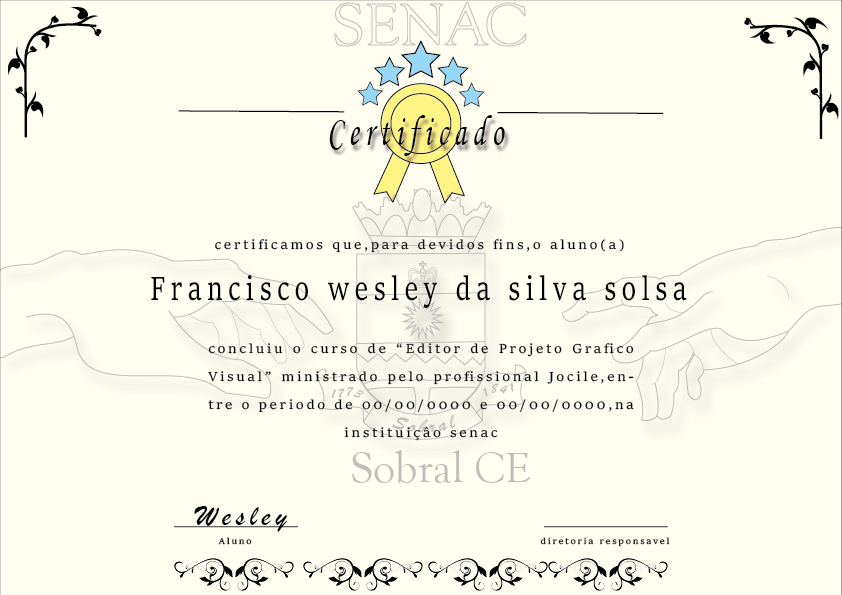 SENAC
Certificado
certificamos que,para devidos fins,o aluno(a)
Francisco wesley da silva solsa
concluiu o curso de “Editor de Projeto Grafico
Visual” ministrado pelo profissional Jocile,en-
1773 1841
tre o periodo de 00/00/0000 e 00/00/0000,na
Sobral
instituição senac
Sobral CE
Wesley
Aluno
diretoria responsavel